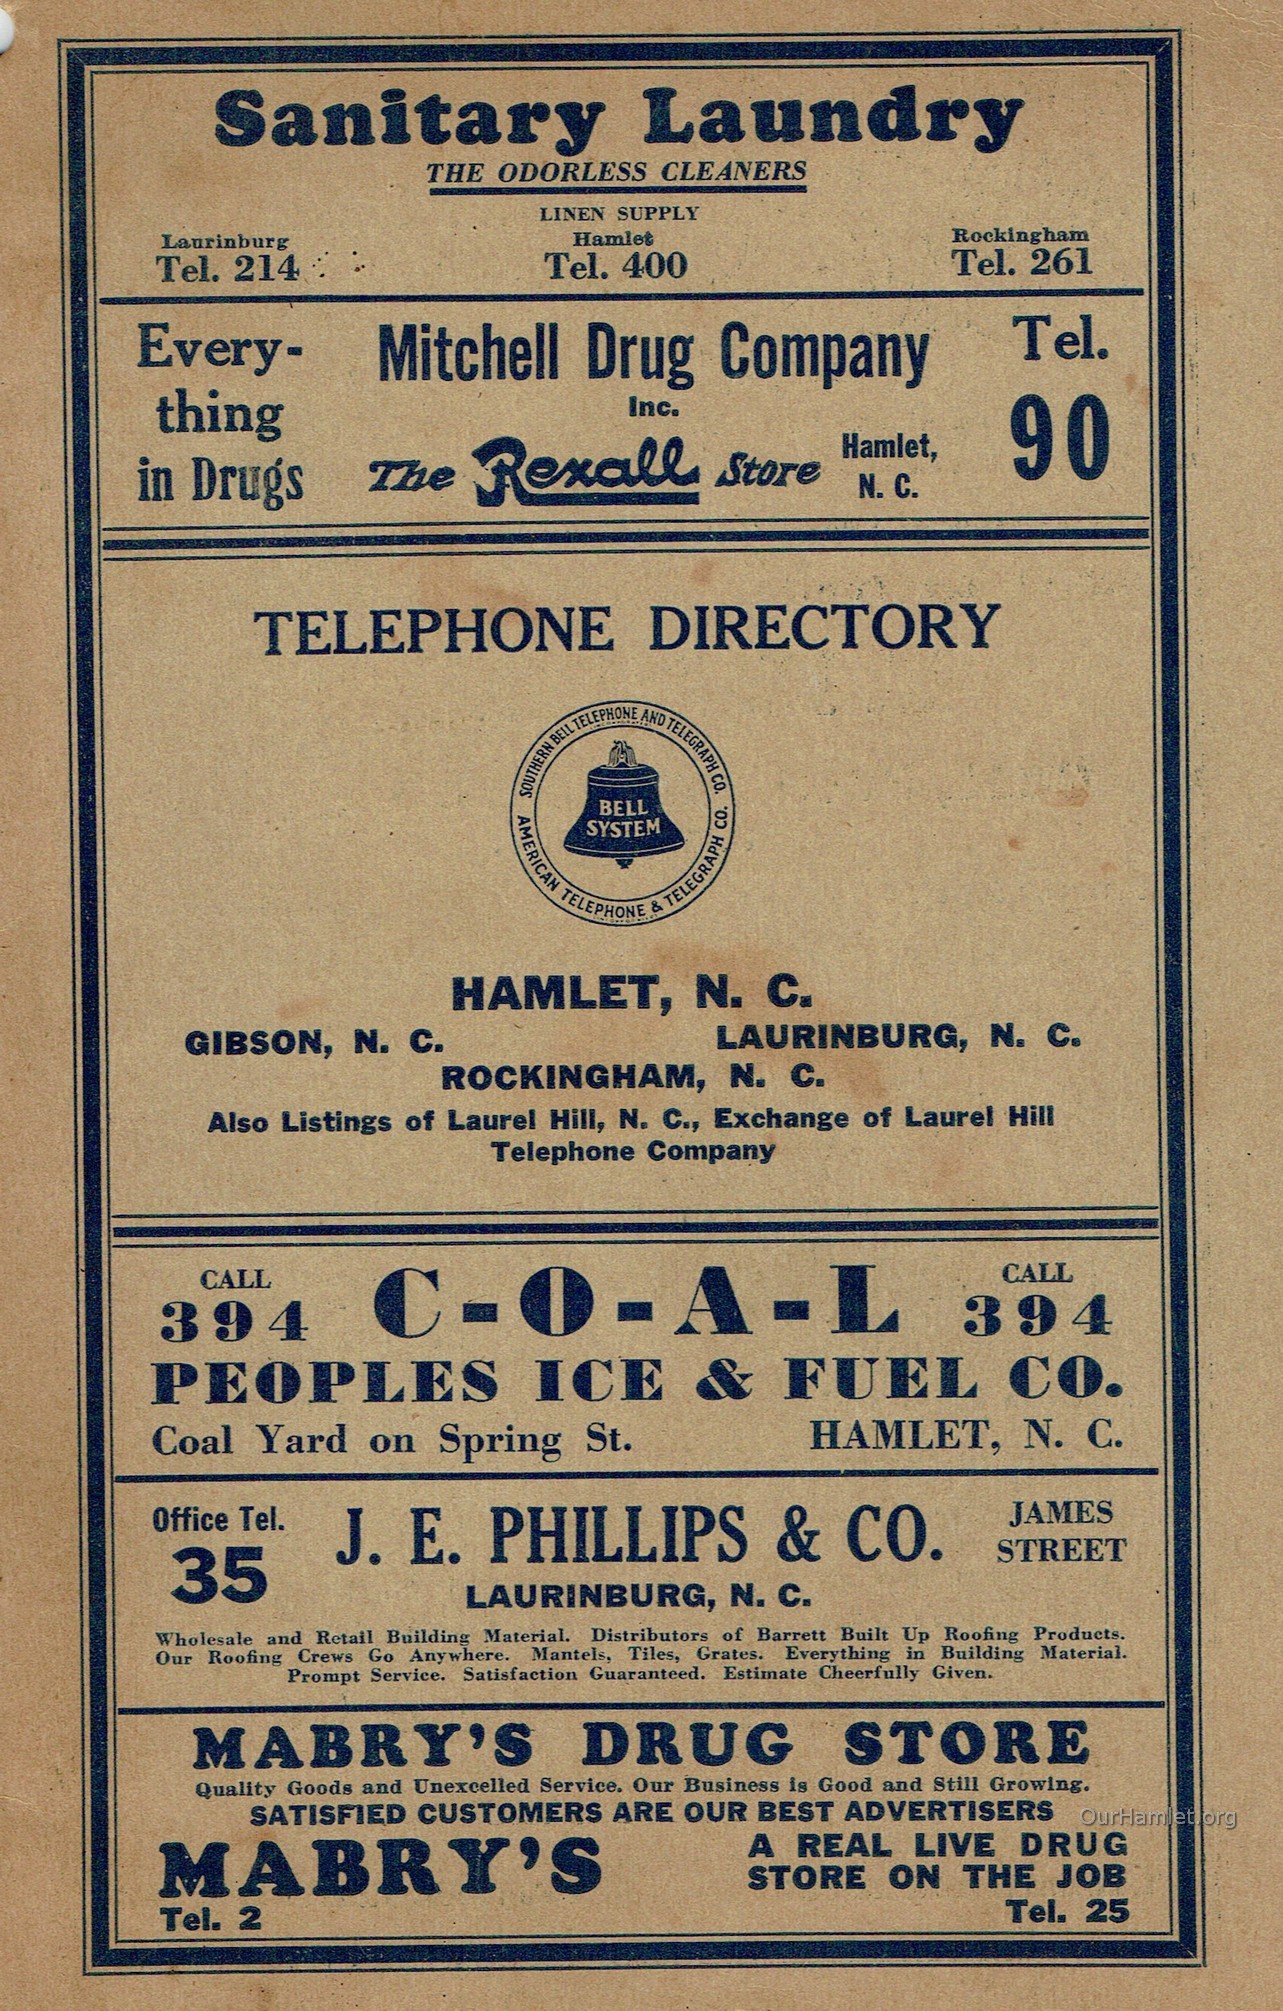 Sanitary Laundry
THE ODORLESS CLEANERS
LINEN SUPPLY
Laurinburg
Tel. 214
Hamlet
Tel. 400
Rockingham
Tel. 261
Every-
thing
in Drugs
Mitchell Drug Company
Inc.
The Rexall Store
Hamlet,
N. C.
Tel.
90
TELEPHONE DIRECTORY
SOUTHERN BELL TELEPHONE AND TELEGRAPH CO.
BELL
SYSTEM
AMERICAN TELEPHONE & TELEGRAPH CO.
HAMLET, N. C.
GIBSON, N. C. LAURINBURG, N. C.
ROCKINGHAM, N. C.
Also Listings of Laurel Hill, N. C., Exchange of Laurel Hill
Telephone Company
CALL
394
C-O-A-L
CALL
394
PEOPLES ICE & FUEL CO.
Coal Yard on Spring St. HAMLET, N. C.
Office Tel.
35
J. E. PHILLIPS & CO.
LAURINBURG, N. C.
JAMES
STREET
Wholesale and Retail Building Material. Distributors of Barrett Built Up Roofing Products.
Our Roofing Crews Go Anywhere. Mantels, Tiles, Grates. Everything in Building Material.
Prompt Service. Satisfaction Guaranteed. Estimate Cheerfully Given.
MABRY'S DRUG STORE
Quality Goods and Unexcelled Service. Our Business is Good and Still Growing.
SATISFIED CUSTOMERS ARE OUR BEST ADVERTISERS
OurHamlet.org
MABRY'S
A REAL LIVE DRUG
STORE ON THE JOB
Tel. 2 Tel. 25